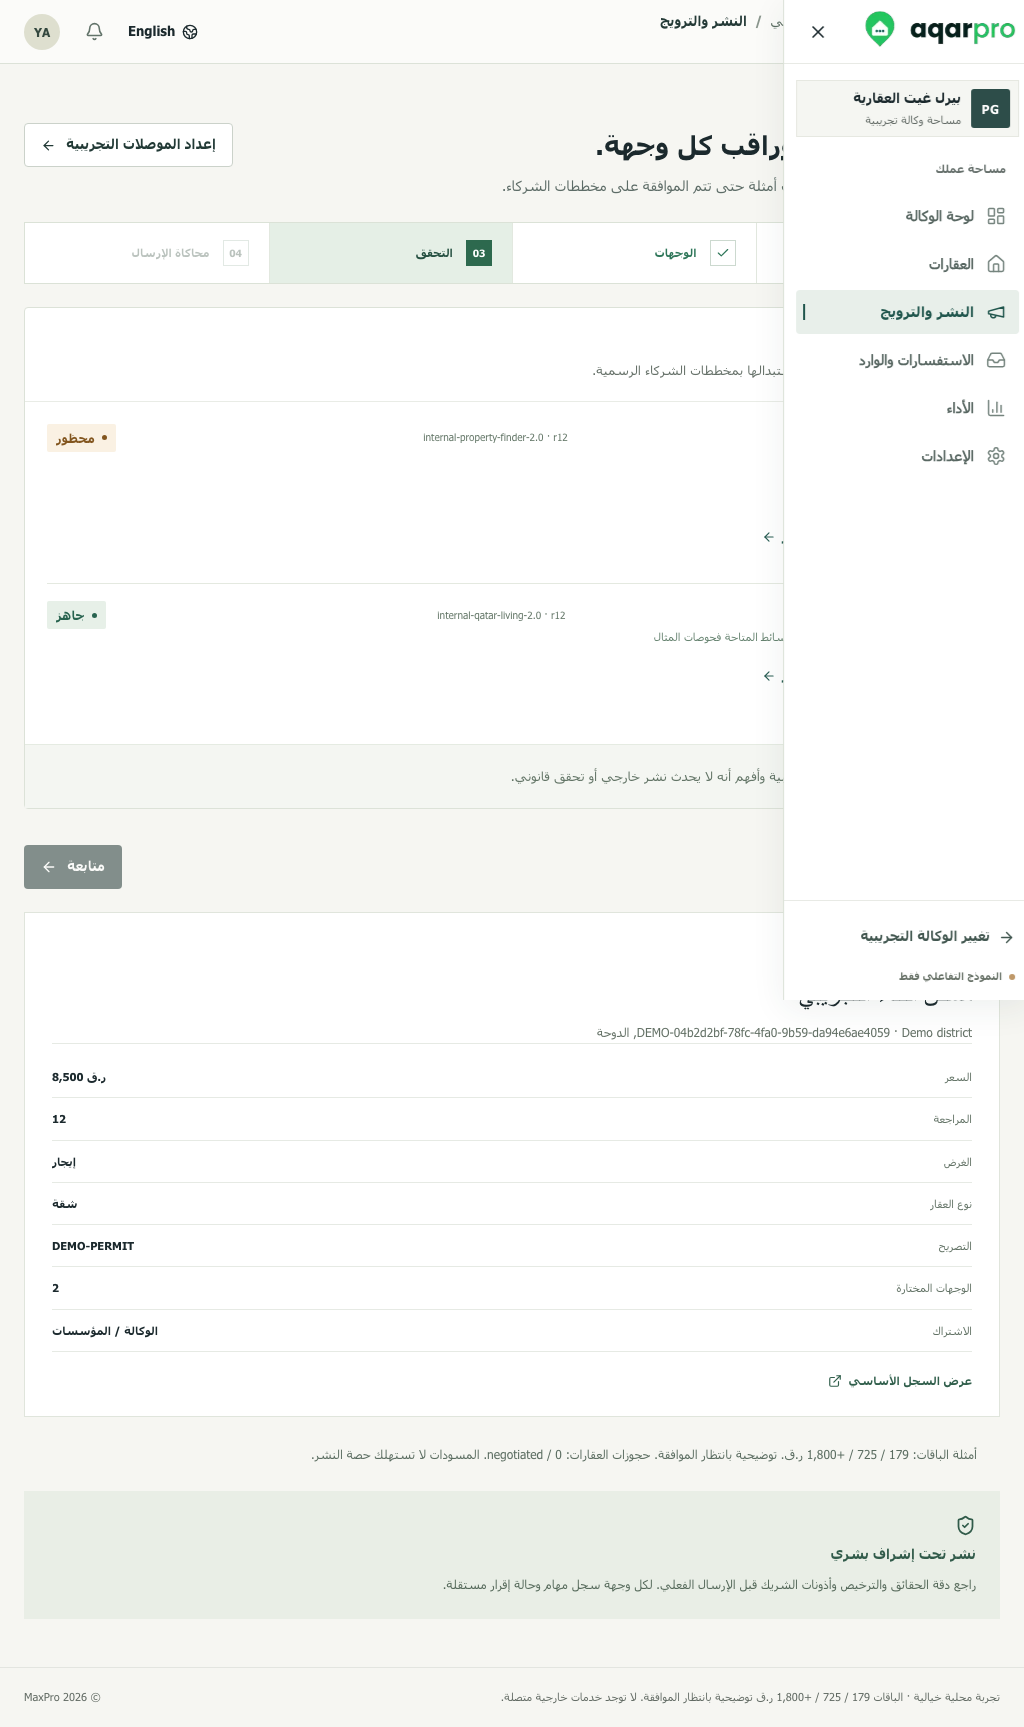 aqarpro
النشر والترويج /
English
YA
بيرل غيت العقارية
مساحة وكالة تجريبية
PG
مساحة عملك
لوحة الوكالة
العقارات
النشر والترويج
الاستفسارات والوارد
الأداء
الإعدادات
تغيير الوكالة التجريبية
النموذج التفاعلي فقط
وراقب كل وجهة.
إعداد الموصلات التجريبية
أمثلة حتى تتم الموافقة على مخططات الشركاء.
الوجهات
03 التحقق
04 محاكاة الإرسال
بمخططات الشركاء الرسمية.
internal-property-finder-2.0 · r12
محظور
internal-qatar-living-2.0 · r12
جاهز
المتاحة فحوصات المثال
وأفهم أنه لا يحدث نشر خارجي أو تحقق قانوني.
متابعة
DEMO-04b2d2bf-78fc-4fa0-9b59-da94e6ae4059 · Demo district, الدوحة
السعر
8,500 ر.ق
المراجعة
12
الغرض
إيجار
نوع العقار
شقة
التصريح
DEMO-PERMIT
الوجهات المختارة
2
الاشتراك
الوكالة / المؤسسات
عرض السجل الأساسي
أمثلة الباقات: 179 / 725 / +1,800 ر.ق. توضيحية بانتظار الموافقة. حجوزات العقارات: 0 / negotiated. المسودات لا تستهلك حصة النشر.
نشر تحت إشراف بشري
راجع دقة الحقائق والترخيص وأذونات الشريك قبل الإرسال الفعلي. لكل وجهة سجل مهام وحالة إقرار مستقلة.
تجربة محلية خيالية · الباقات 179 / 725 / +1,800 ر.ق توضيحية بانتظار الموافقة. لا توجد خدمات خارجية متصلة.
© 2026 MaxPro